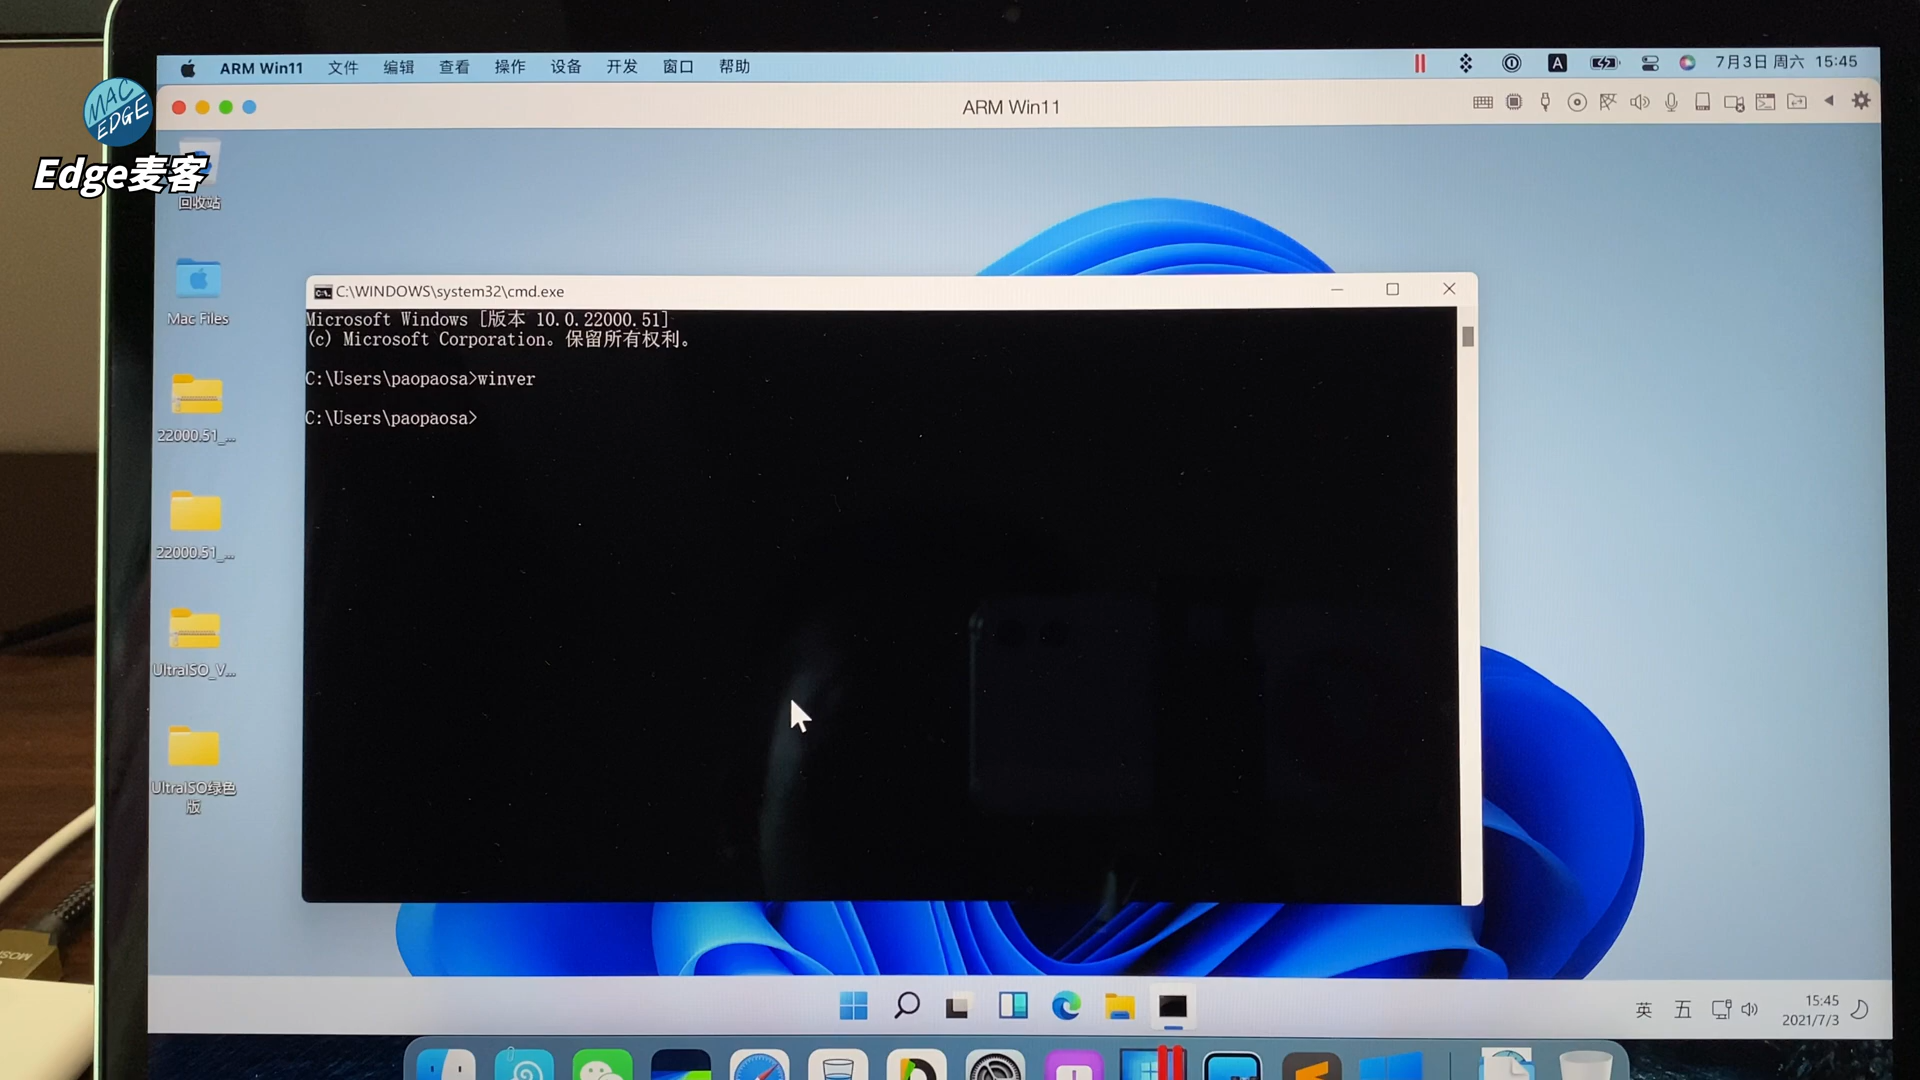 ARM Win11 文件 编辑 查看 操作 设备 开发 窗口 帮助
A
7月3日 周六 15:45
ARM Win11
MAC
EDGE
Edge麦客
回收站
Mac Files
22000.51_...
22000.51_...
UltraISO_V...
UltraISO绿色
版
C:\WINDOWS\system32\cmd.exe
Microsoft Windows [版本 10.0.22000.51]
(c) Microsoft Corporation。保留所有权利。
C:\Users\paopaosa>winver
C:\Users\paopaosa>
英 五
15:45
2021/7/3